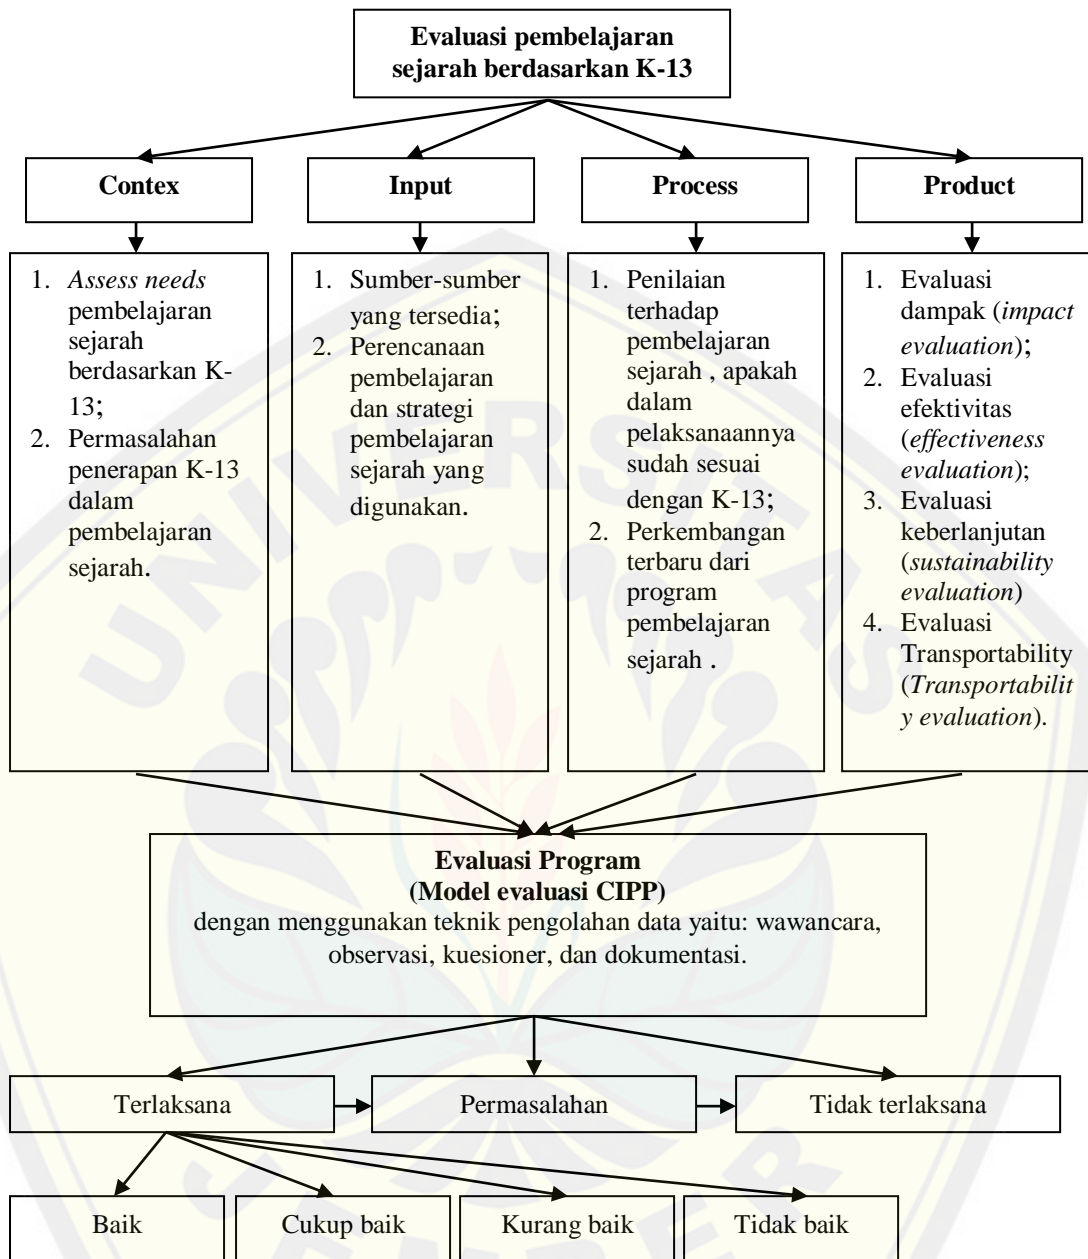 Evaluasi pembelajaran
sejarah berdasarkan K-13
Contex
Input
Process
Product
1. Assess needs
pembelajaran
sejarah
berdasarkan K-
13;
2. Permasalahan
penerapan K-13
dalam
pembelajaran
sejarah.
1. Sumber-sumber
yang tersedia;
2. Perencanaan
pembelajaran
dan strategi
pembelajaran
sejarah yang
digunakan.
1. Penilaian
terhadap
pembelajaran
sejarah , apakah
dalam
pelaksanaannya
sudah sesuai
dengan K-13;
2. Perkembangan
terbaru dari
program
pembelajaran
sejarah .
1. Evaluasi
dampak (impact
evaluation);
2. Evaluasi
efektivitas
(effectiveness
evaluation);
3. Evaluasi
keberlanjutan
(sustainability
evaluation)
4. Evaluasi
Transportability
(Transportabilit
y evaluation).
Evaluasi Program
(Model evaluasi CIPP)
dengan menggunakan teknik pengolahan data yaitu: wawancara,
observasi, kuesioner, dan dokumentasi.
Terlaksana
Permasalahan
Tidak terlaksana
Baik
Cukup baik
Kurang baik
Tidak baik
UNIVERSITAS